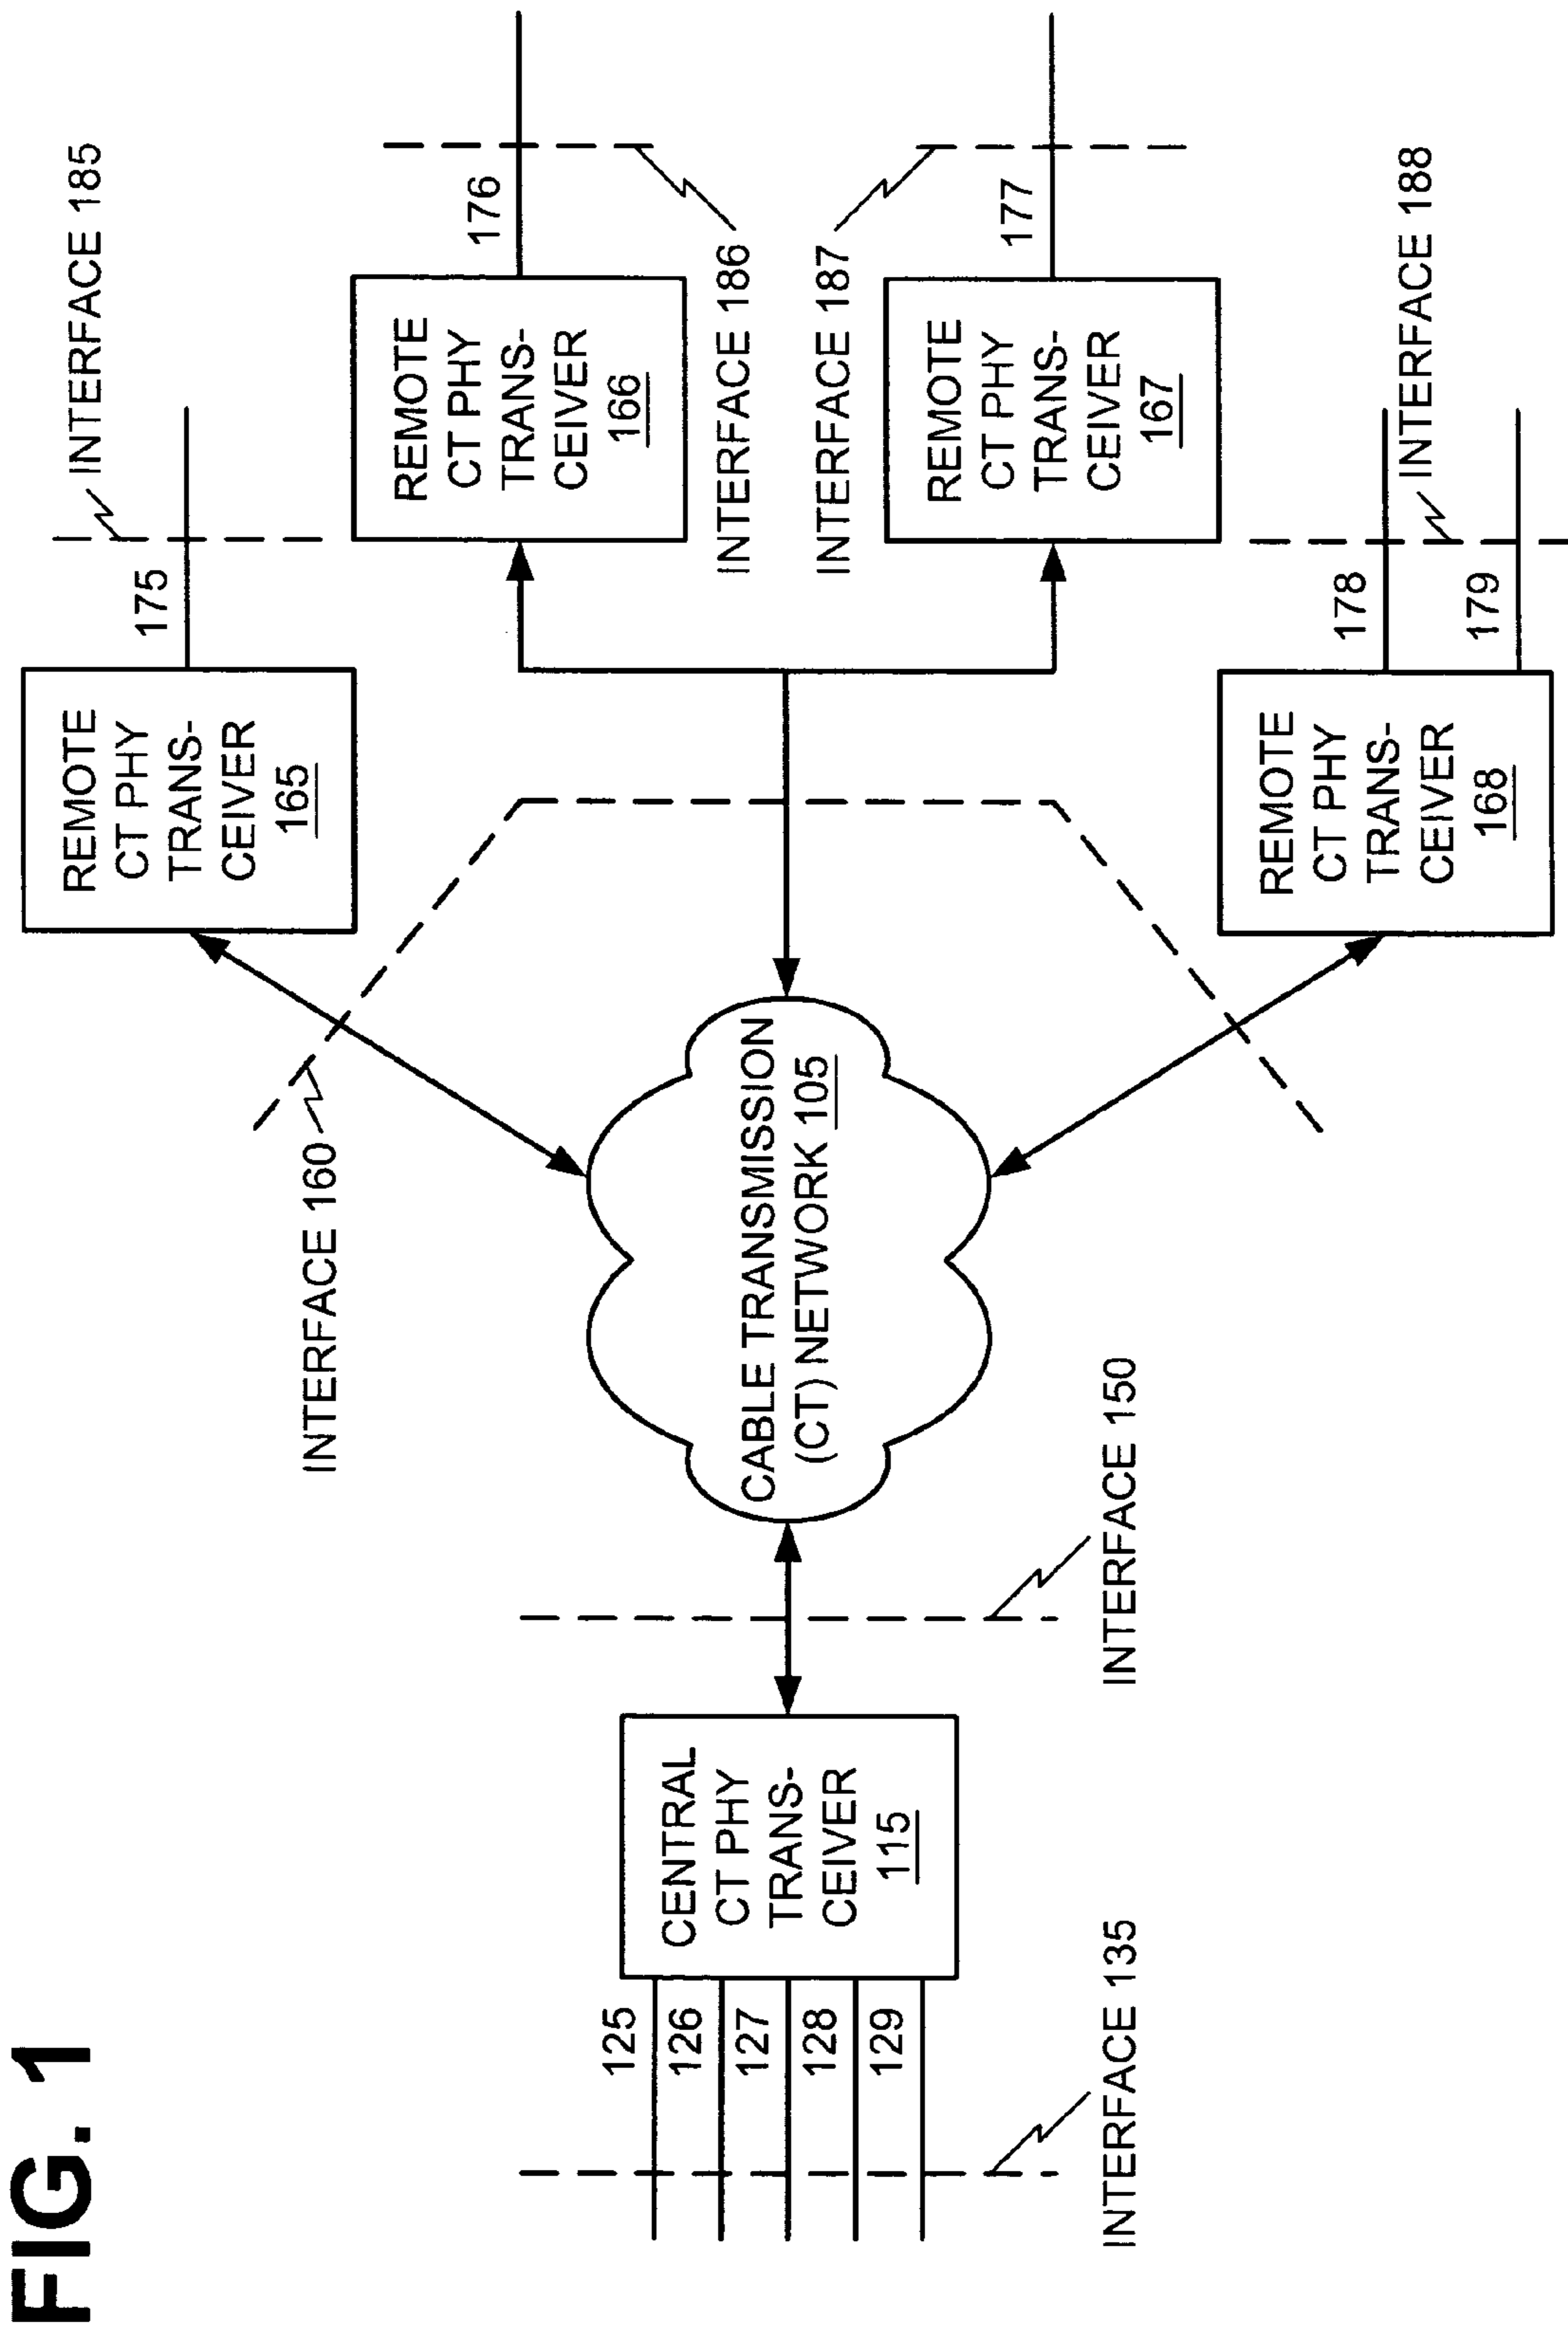 FIG. 1
125
126
127
128
129
INTERFACE 135
CENTRAL
CT PHY
TRANS-
CEIVER
115
INTERFACE 150
CABLE TRANSMISSION
(CT) NETWORK 105
INTERFACE 160
REMOTE
CT PHY
TRANS-
CEIVER
165
175
INTERFACE 185
REMOTE
CT PHY
TRANS-
CEIVER
166
176
INTERFACE 186
INTERFACE 187
REMOTE
CT PHY
TRANS-
CEIVER
167
177
REMOTE
CT PHY
TRANS-
CEIVER
168
178
179
INTERFACE 188